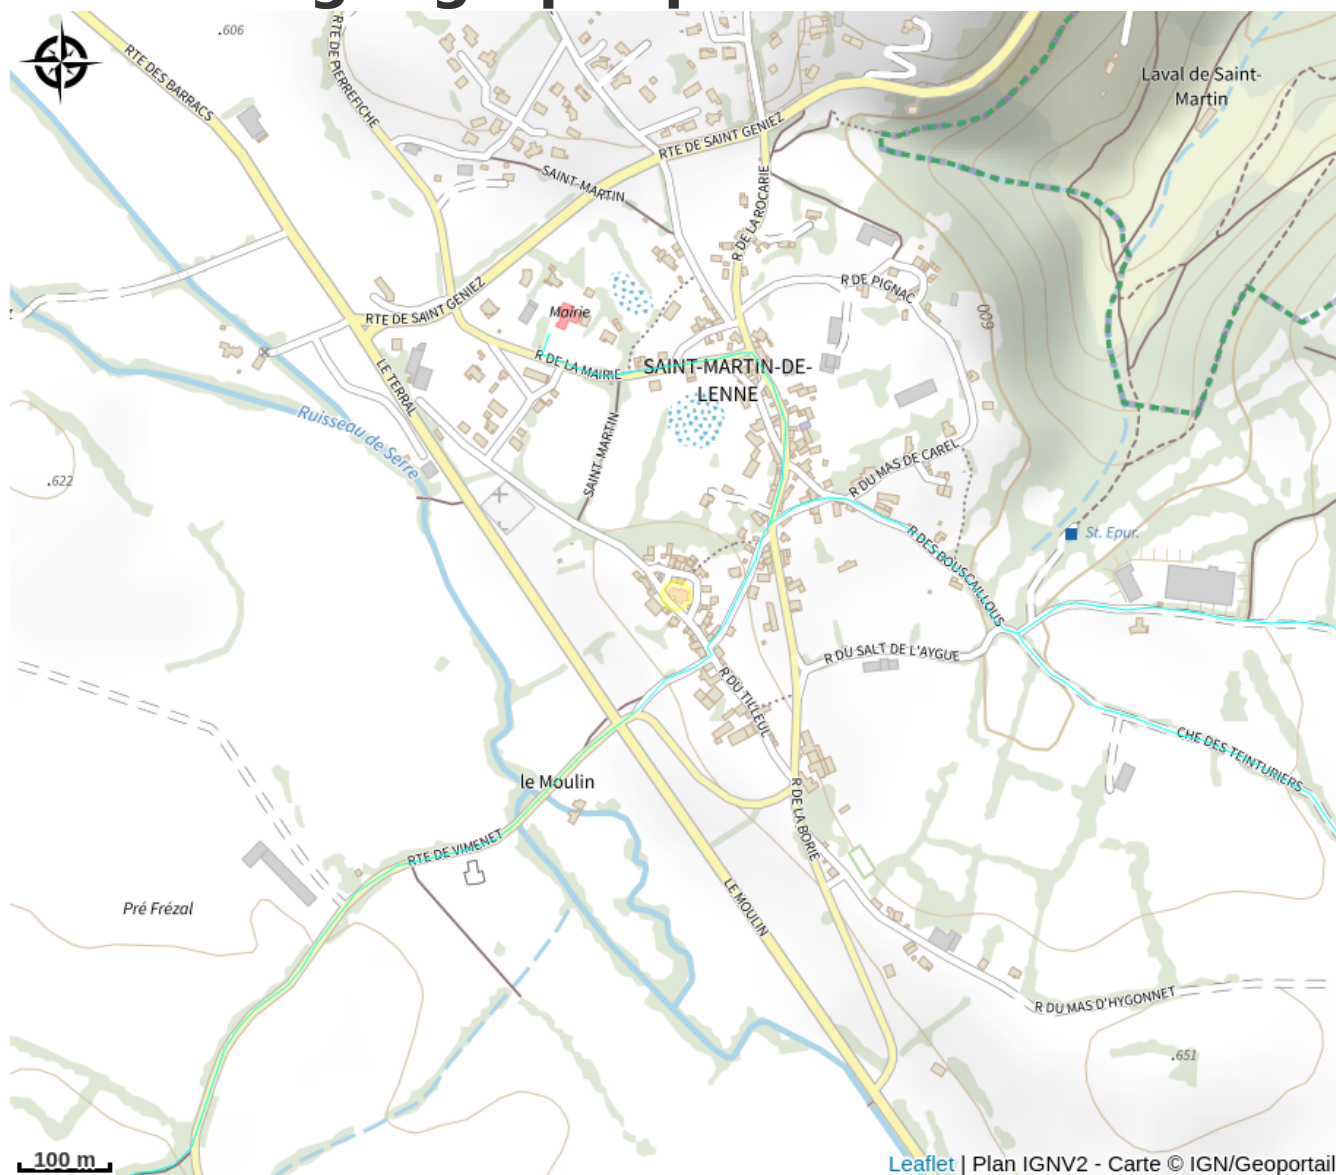 .606
RTE DES BARRACS
RTE DE PIERREFICHE
Laval de Saint-
Martin
RTE DE SAINT GENIEZ
SAINT-MARTIN
R DE LA ROCARIE
R DE PIGNAC
600
RTE DE SAINT GENIEZ
Mairie
R DE LA MAIRIE
SAINT-MARTIN-DE-
LENNE
LE TERRAL
Ruisseau de Serre
SAINT-MARTIN
R DU MAS DE CAREL
.622
R DES BOUSCAILLOUS
St. Epur.
R DU SALT DE L'AYGUE
R DU TILLEUL
CHE DES TEINTURIERS
le Moulin
R DE LA BORIE
RTE DE VIMENET
LE MOULIN
Pré Frézal
R DU MAS D'HYGONNET
.651
100 m
Leaflet | Plan IGNV2 - Carte © IGN/Geoportail